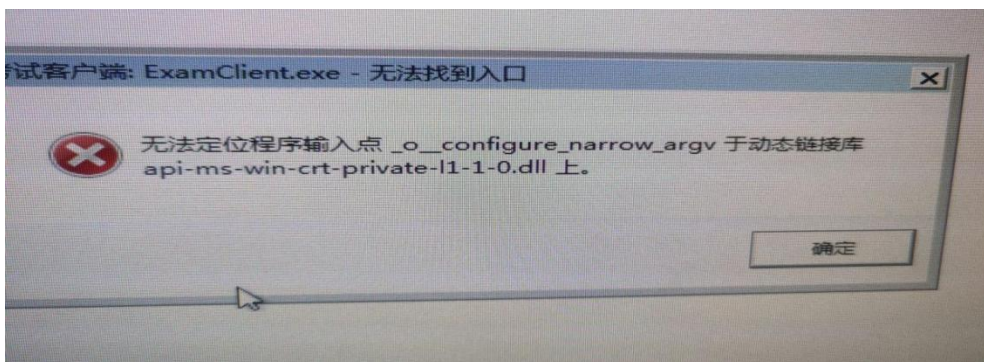 试客户端: ExamClient.exe - 无法找到入口
无法定位程序输入点 _o__configure_narrow_argv 于动态链接库
api-ms-win-crt-private-l1-1-0.dll 上。
确定